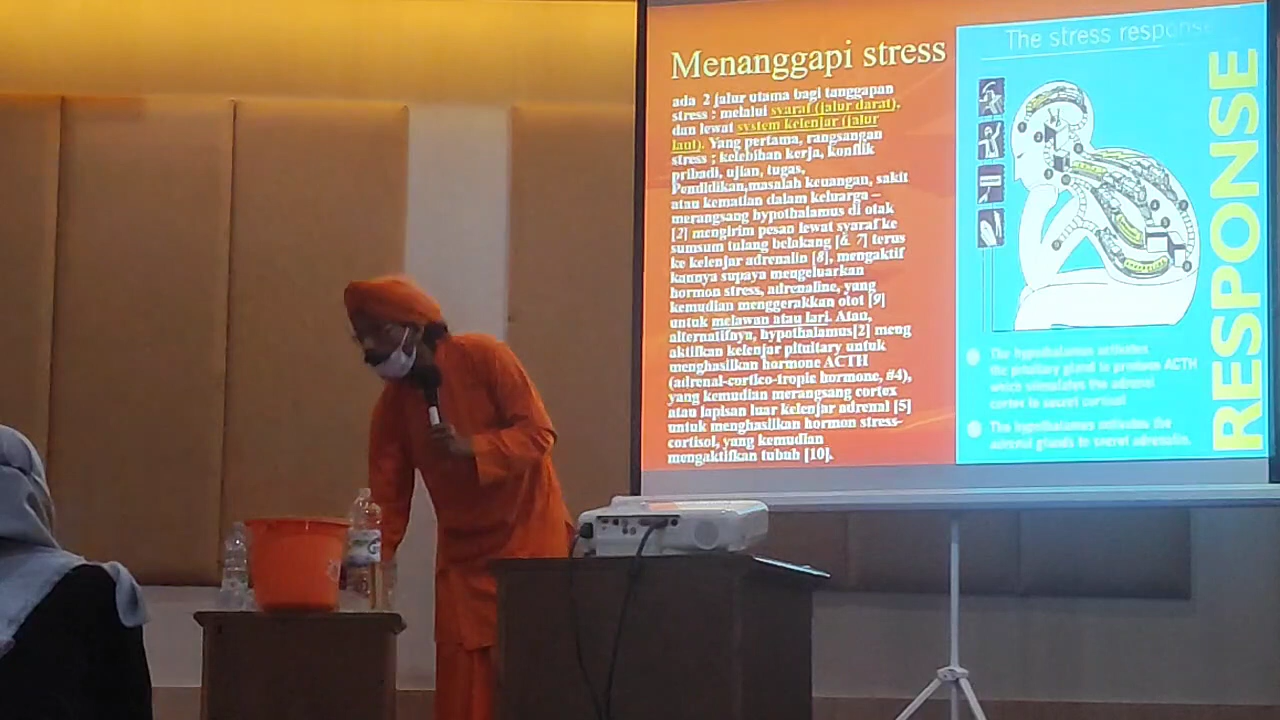 Menanggapi stress
ada 2 jalur utama bagi tanggapan
stress : melalui syaraf (jalur darat),
dan lewat system kelenjar (jalur
laut). Yang pertama, rangsangan
stress ; kelebihan kerja, konflik
pribadi, ujian, tugas,
Pendidikan,masalah keuangan, sakit
atau kematian dalam keluarga –
merangsang hypothalamus di otak
[2] mengirim pesan lewat syaraf ke
sumsum tulang belakang [6, 7] terus
ke kelenjar adrenalin [8], mengaktif
kannya supaya mengeluarkan
hormon stress, adrenaline, yang
kemudian menggerakkan otot [9]
untuk melawan atau lari. Atau,
alternatifnya, hypothalamus[2] meng
aktifkan kelenjar pituitary untuk
menghasilkan hormone ACTH
(adrenal-cortico-tropic hormone, #4),
yang kemudian merangsang cortex
atau lapisan luar kelenjar adrenal [5]
untuk menghasilkan hormon stress-
cortisol, yang kemudian
mengaktifkan tubuh [10].
The stress response
RESPONSE
The hypothalamus activates
the pituitary gland to produce ACTH
which stimulates the adrenal
cortex to secret cortisol
The hypothalamus activates the
adrenal glands to secret adrenalin.